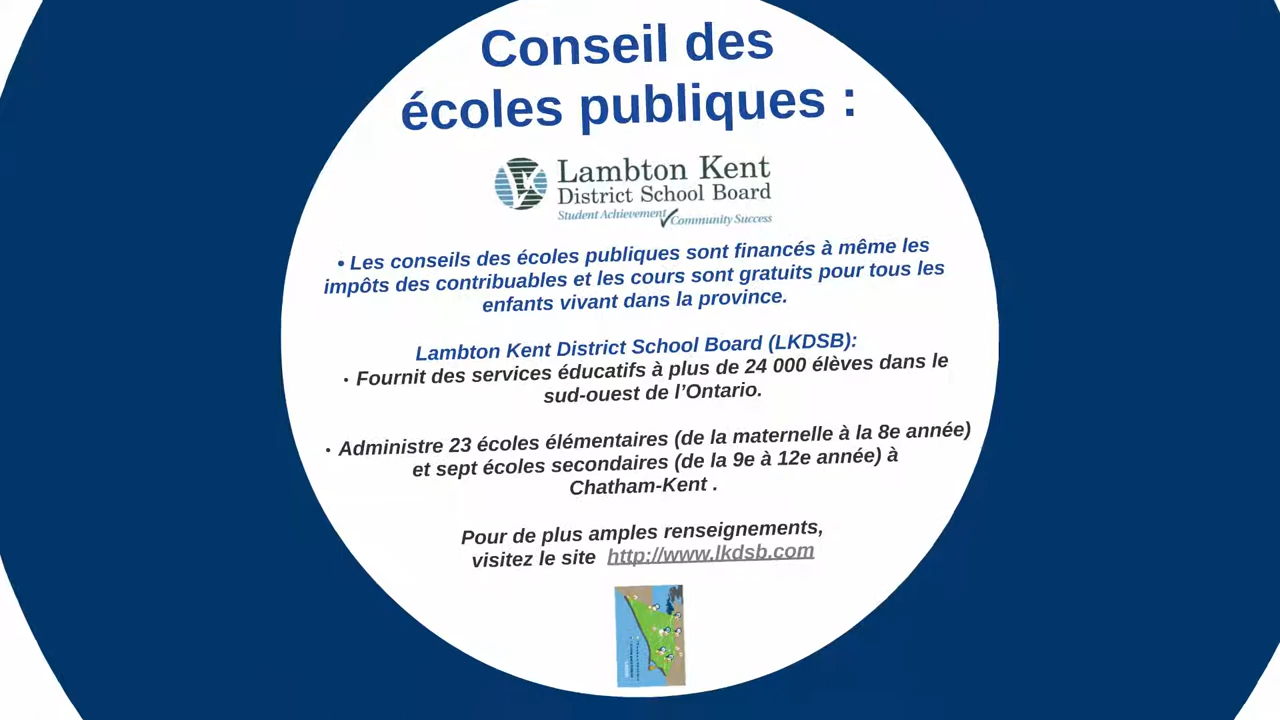 Conseil des
écoles publiques :
Lambton Kent
District School Board
Student Achievement Community Success
• Les conseils des écoles publiques sont financés à même les
impôts des contribuables et les cours sont gratuits pour tous les
enfants vivant dans la province.
Lambton Kent District School Board (LKDSB):
• Fournit des services éducatifs à plus de 24 000 élèves dans le
sud-ouest de l’Ontario.
• Administre 23 écoles élémentaires (de la maternelle à la 8e année)
et sept écoles secondaires (de la 9e à 12e année) à
Chatham-Kent .
Pour de plus amples renseignements,
visitez le site http://www.lkdsb.com